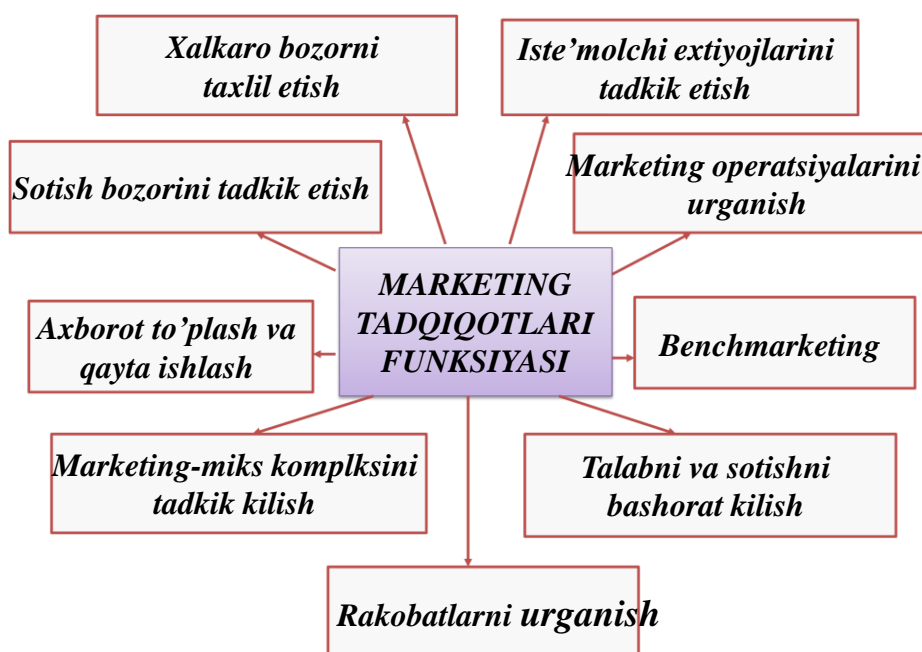 Xalkaro bozorni
taxlil etish
Iste’molchi extiyojlarini
tadkik etish
Sotish bozorini tadkik etish
Marketing operatsiyalarini
urganish
MARKETING
TADQIQOTLARI
FUNKSIYASI
Axborot to’plash va
qayta ishlash
Benchmarketing
Marketing-miks komplksini
tadkik kilish
Talabni va sotishni
bashorat kilish
Rakobatlarni urganish